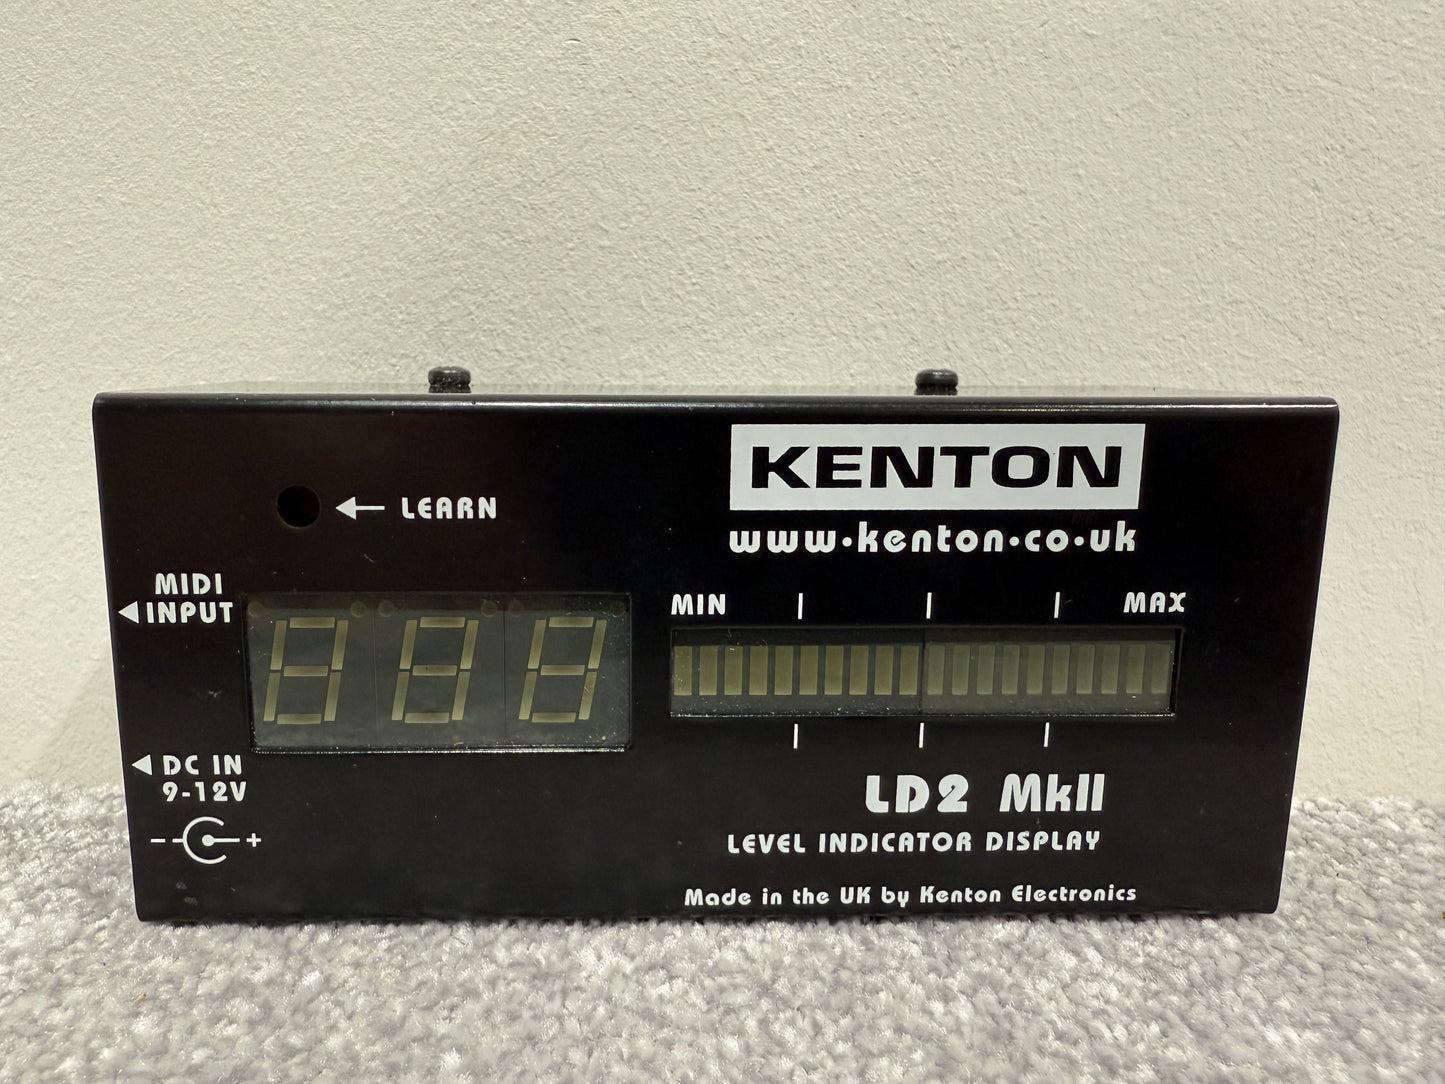 KENTON
www.kenton.co.uk
LEARN
MIDI
INPUT
MIN
MAX
DC IN
9-12V
- +
LD2 MkII
LEVEL INDICATOR DISPLAY
Made in the UK by Kenton Electronics